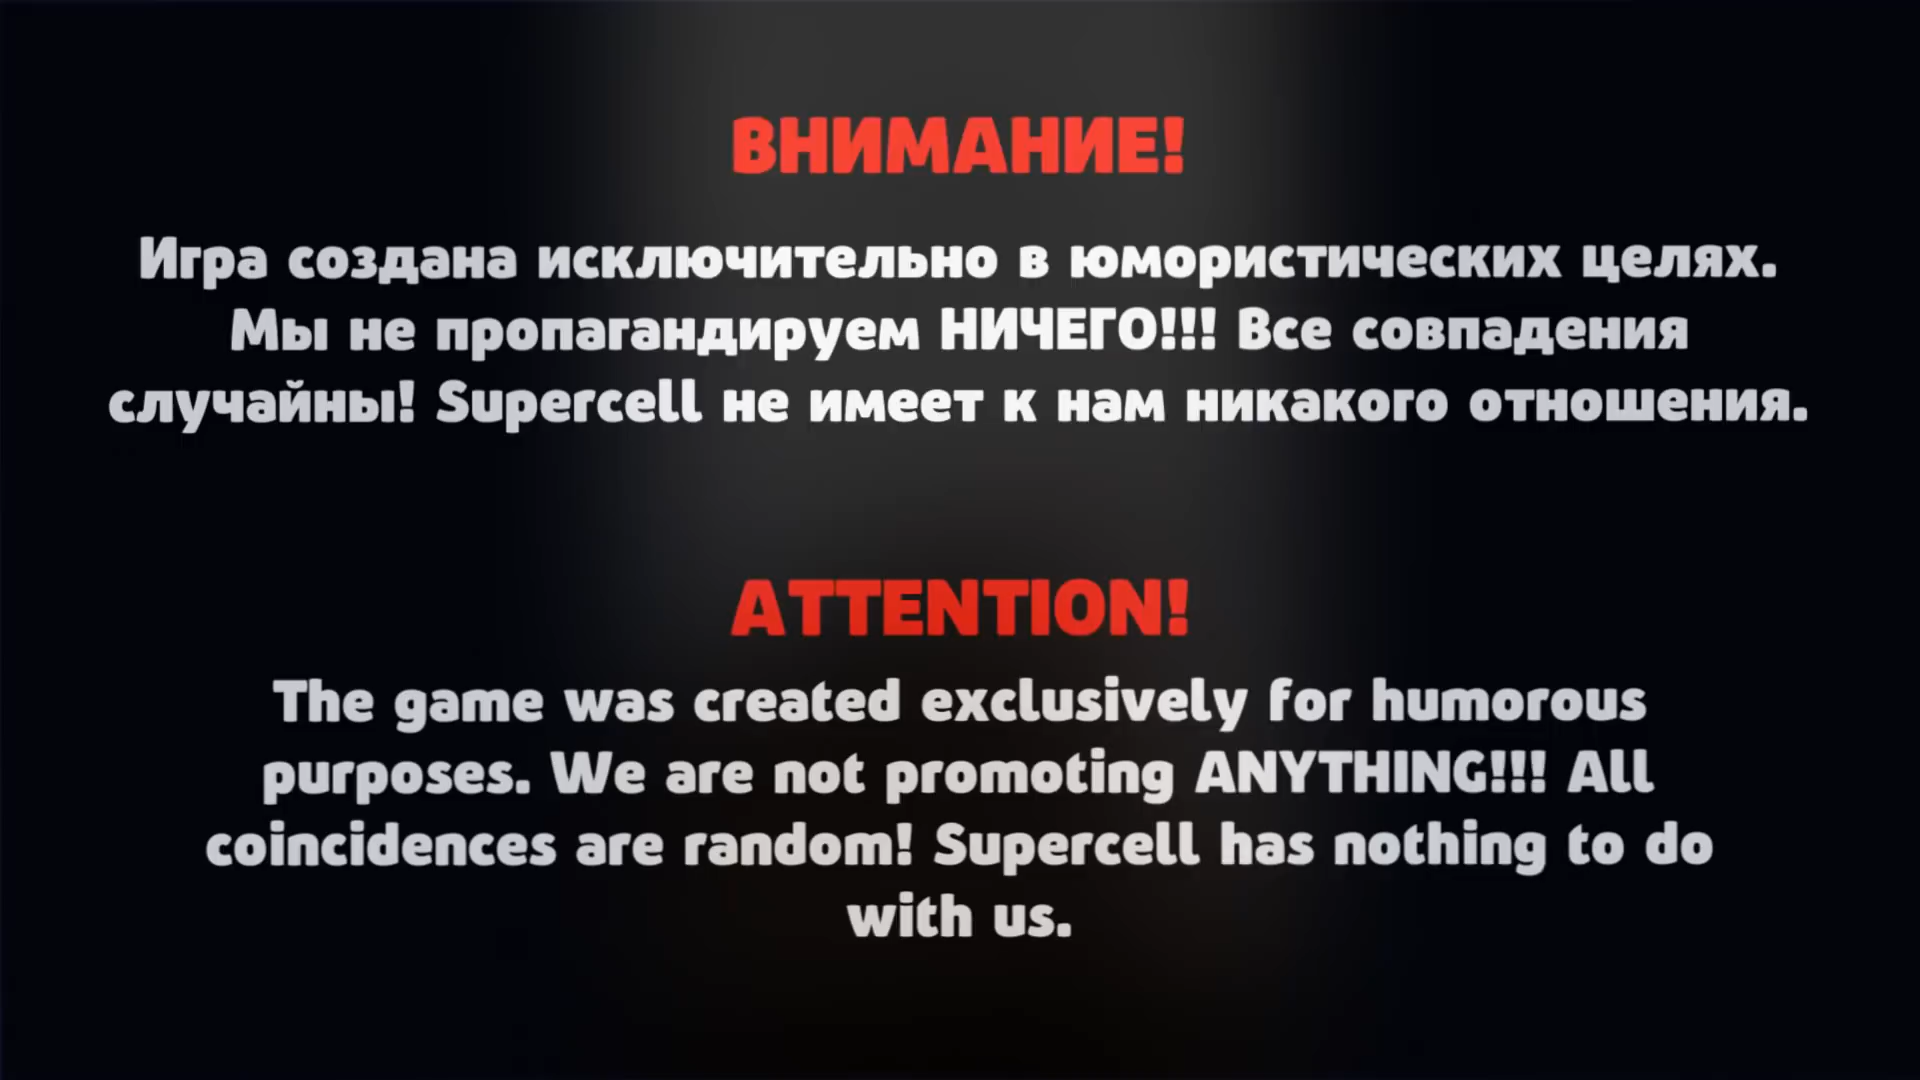 ВНИМАНИЕ!
Игра создана исключительно в юмористических целях.
Мы не пропагандируем НИЧЕГО!!! Все совпадения
случайны! Supercell не имеет к нам никакого отношения.
ATTENTION!
The game was created exclusively for humorous
purposes. We are not promoting ANYTHING!!! All
coincidences are random! Supercell has nothing to do
with us.